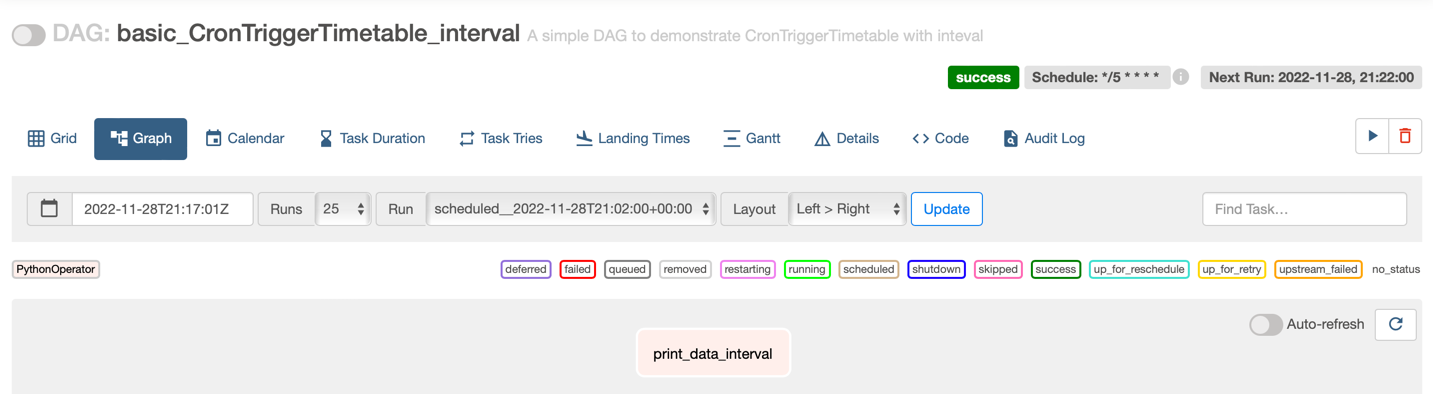 DAG: basic_CronTriggerTimetable_interval A simple DAG to demonstrate CronTriggerTimetable with inteval
success Schedule: */5 * * * * i Next Run: 2022-11-28, 21:22:00
Grid Graph Calendar Task Duration Task Tries Landing Times Gantt Details Code Audit Log
2022-11-28T21:17:01Z Runs 25 Run scheduled__2022-11-28T21:02:00+00:00 Layout Left > Right Update Find Task...
PythonOperator deferred failed queued removed restarting running scheduled shutdown skipped success up_for_reschedule up_for_retry upstream_failed no_status
Auto-refresh
print_data_interval